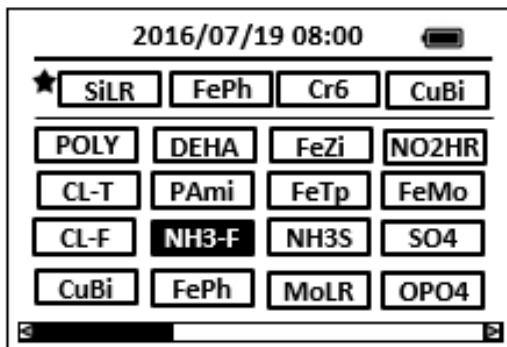 2016/07/19 08:00
SiLR FePh Cr6 CuBi
POLY DEHA FeZi NO2HR
CL-T PAmi FeTp FeMo
CL-F NH3-F NH3S SO4
CuBi FePh MoLR OPO4